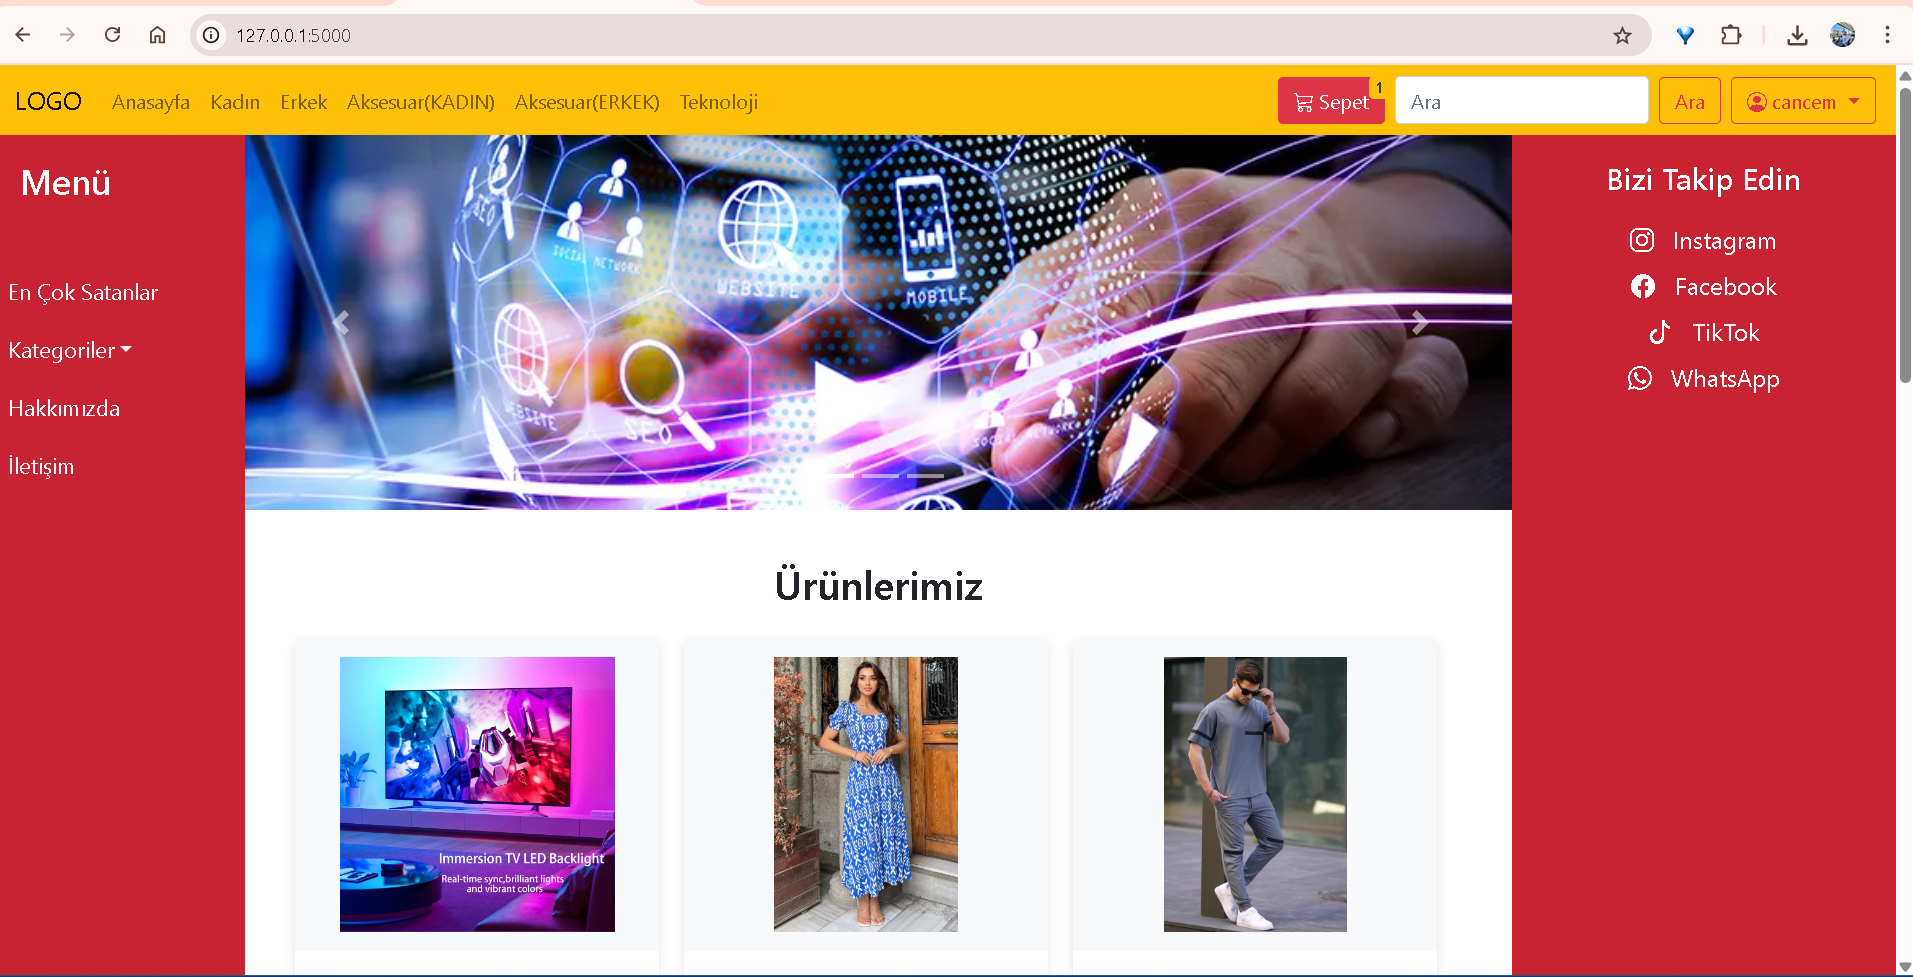 127.0.0.1:5000
LOGO Anasayfa Kadın Erkek Aksesuar(KADIN) Aksesuar(ERKEK) Teknoloji Sepet 1 Ara Ara cancem
Menü
En Çok Satanlar
Kategoriler
Hakkımızda
İletişim
SEO
SOCIAL NETWORK
WEBSITE
MOBILE
WEBSITE
SEO
SOCIAL NETWORK
Bizi Takip Edin
Instagram
Facebook
TikTok
WhatsApp
Ürünlerimiz
Immersion TV LED Backlight
Real-time sync,brilliant lights
and vibrant colors